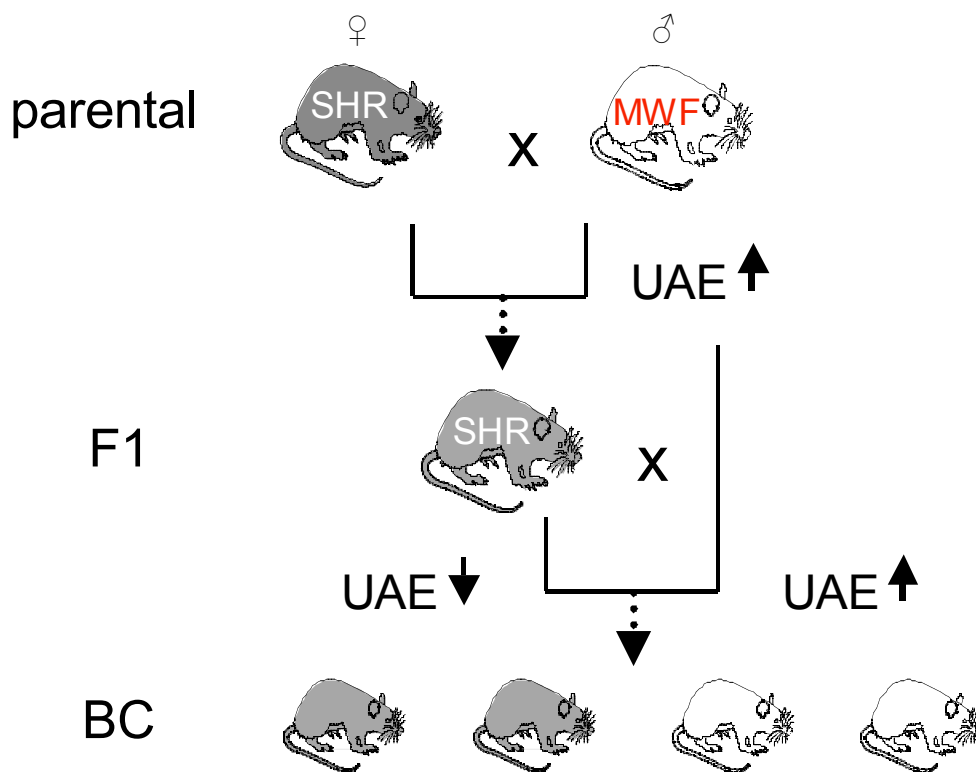 ♀ ♂
parental SHR x MWF
UAE
F1 SHR x
UAE UAE
BC